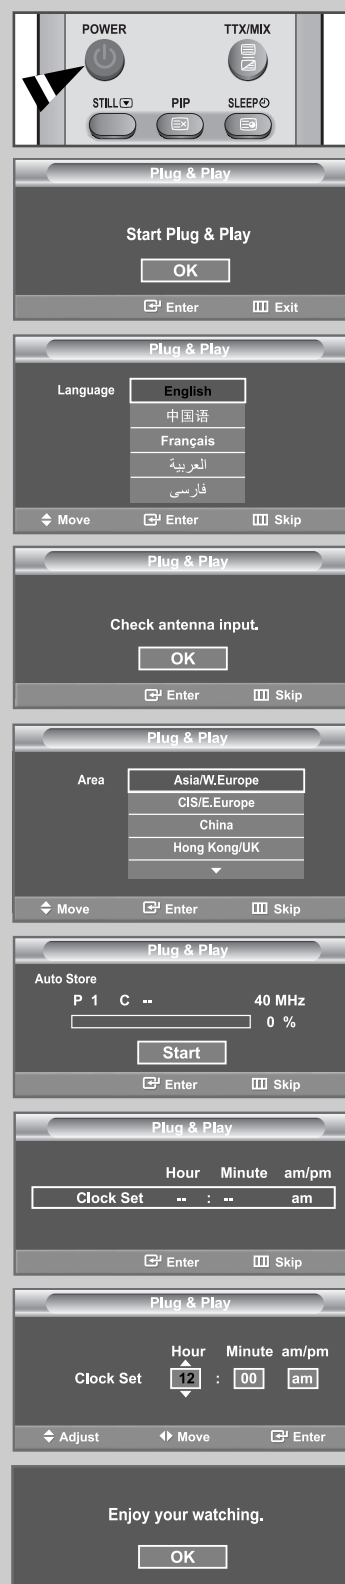 POWER TTX/MIX
STILL PIP SLEEP
Plug & Play
Start Plug & Play
OK
Enter Exit
Plug & Play
Language English
中国语
Français
العربية
فارسی
Move Enter Skip
Plug & Play
Check antenna input.
OK
Enter Skip
Plug & Play
Area Asia/W.Europe
CIS/E.Europe
China
Hong Kong/UK
Move Enter Skip
Plug & Play
Auto Store
P 1 C -- 40 MHz
0 %
Start
Enter Skip
Plug & Play
Hour Minute am/pm
Clock Set -- : -- am
Enter Skip
Plug & Play
Hour Minute am/pm
Clock Set 12 : 00 am
Adjust Move Enter
Enjoy your watching.
OK